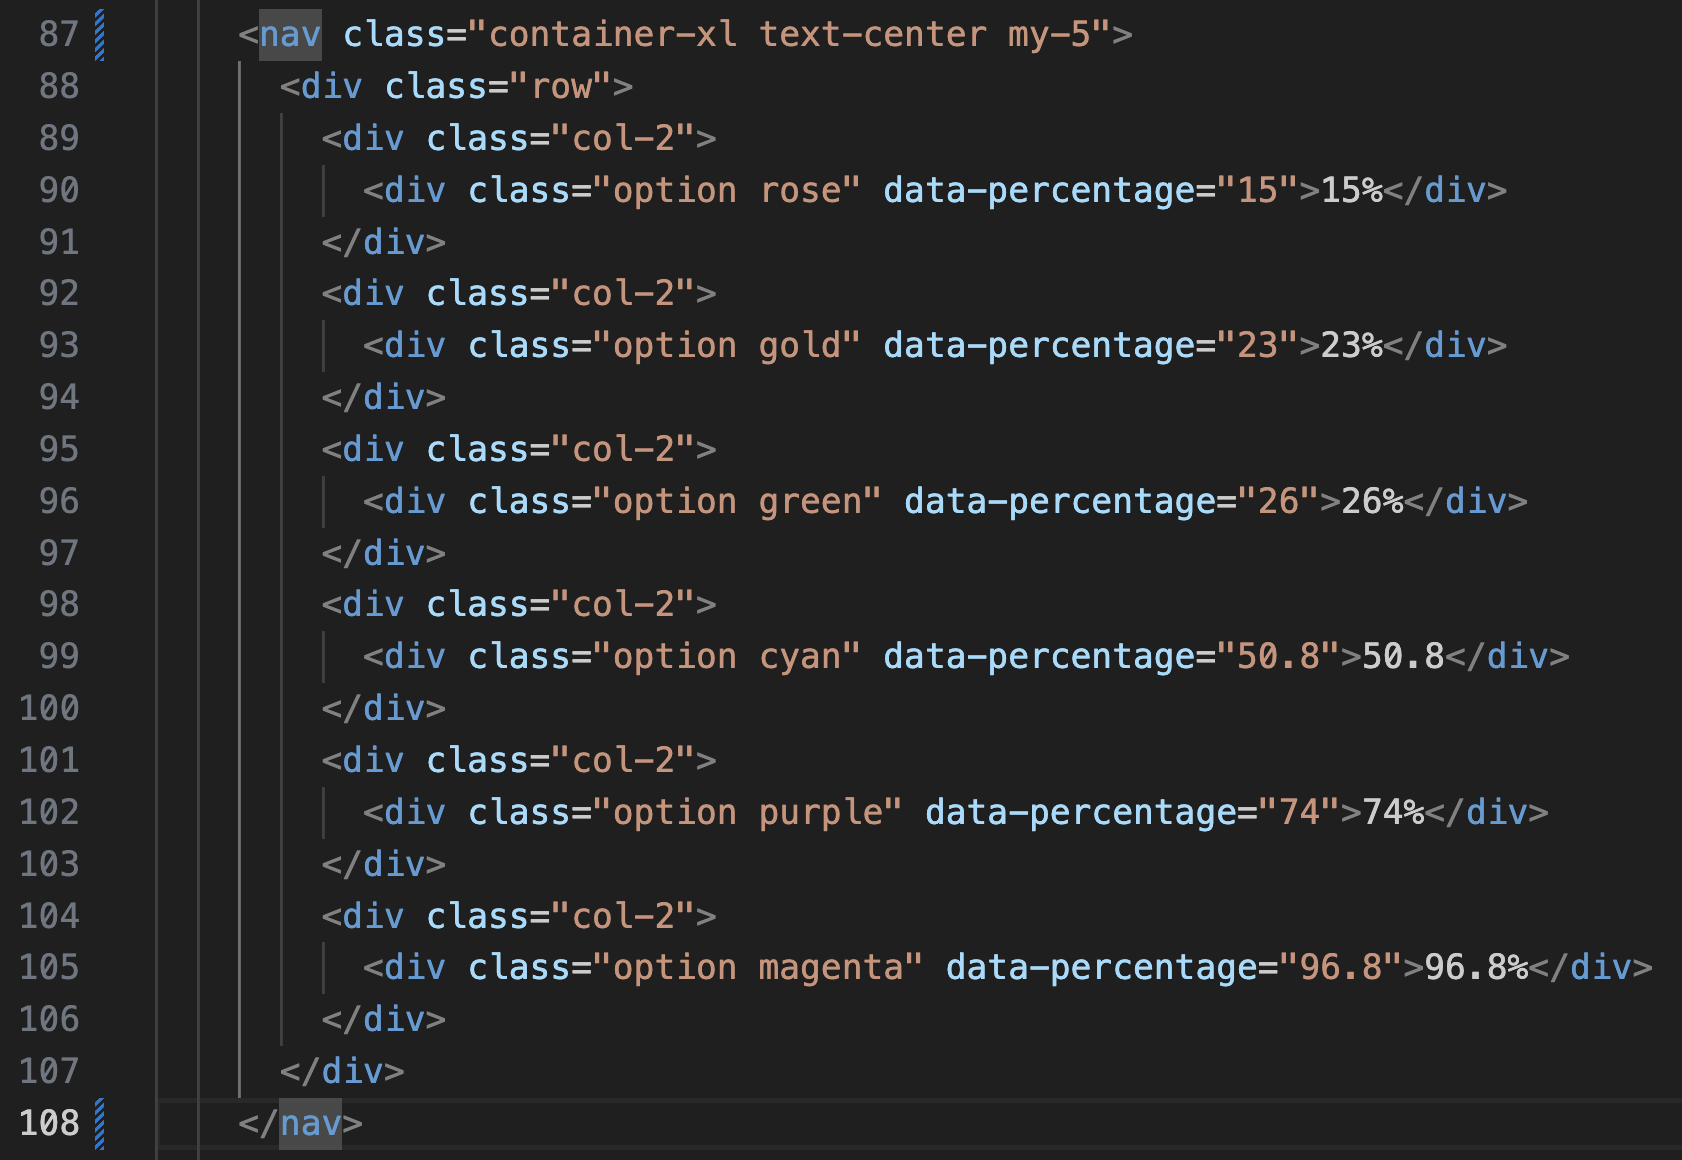 87 <nav class="container-xl text-center my-5">
88 <div class="row">
89 <div class="col-2">
90 <div class="option rose" data-percentage="15">15%</div>
91 </div>
92 <div class="col-2">
93 <div class="option gold" data-percentage="23">23%</div>
94 </div>
95 <div class="col-2">
96 <div class="option green" data-percentage="26">26%</div>
97 </div>
98 <div class="col-2">
99 <div class="option cyan" data-percentage="50.8">50.8</div>
100 </div>
101 <div class="col-2">
102 <div class="option purple" data-percentage="74">74%</div>
103 </div>
104 <div class="col-2">
105 <div class="option magenta" data-percentage="96.8">96.8%</div>
106 </div>
107 </div>
108 </nav>